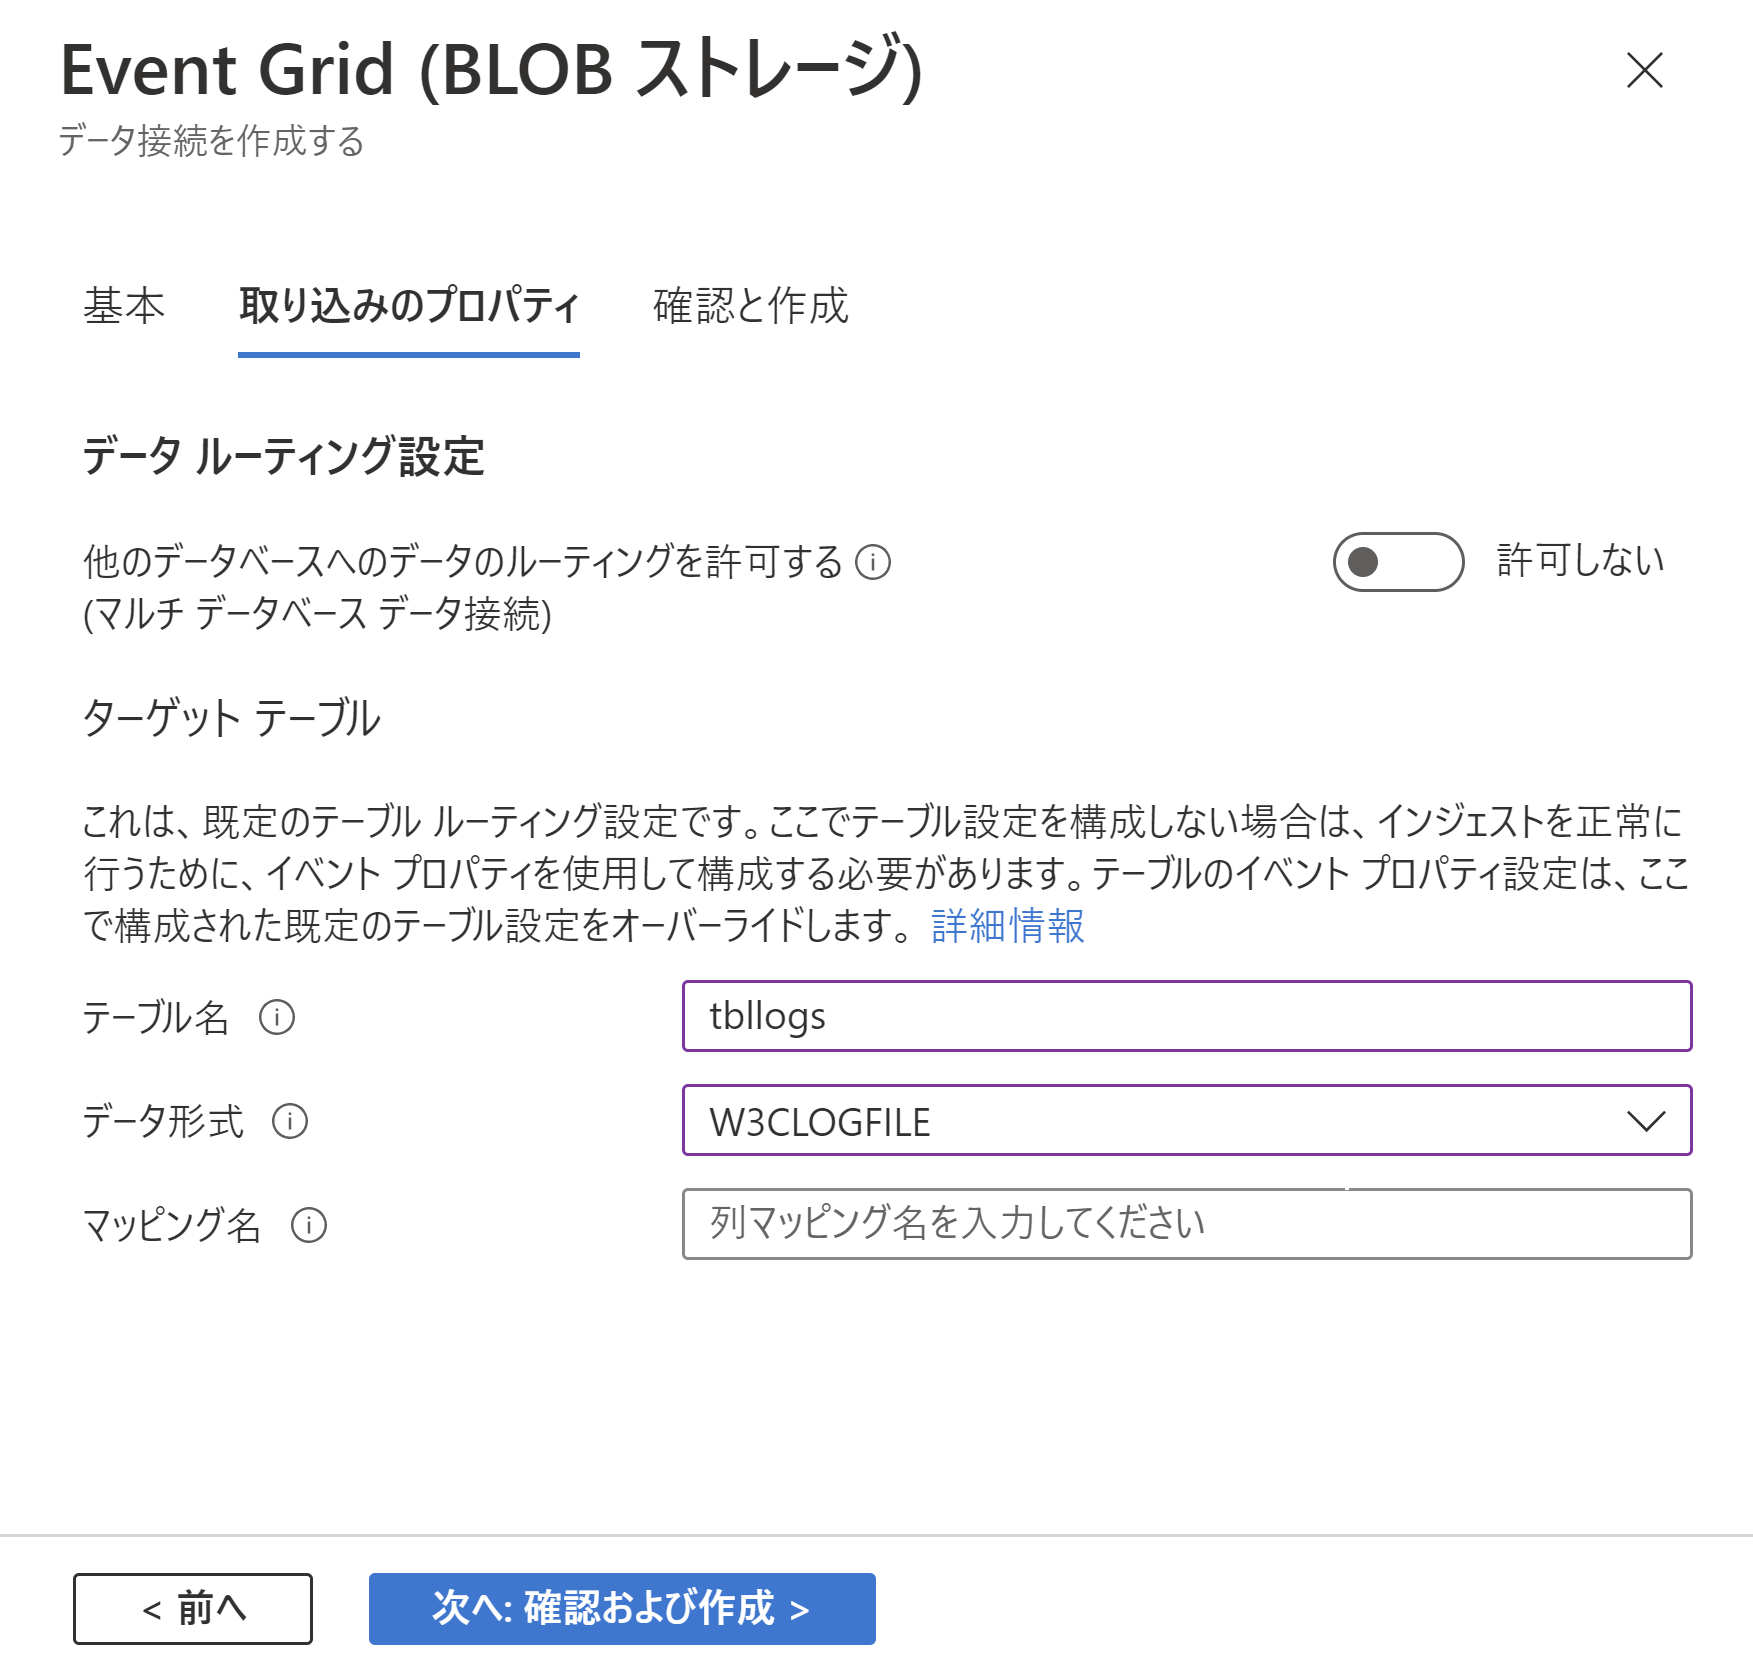 Event Grid (BLOB ストレージ)
データ接続を作成する
基本 取り込みのプロパティ 確認と作成
データ ルーティング設定
他のデータベースへのデータのルーティングを許可する 許可しない
(マルチ データベース データ接続)
ターゲット テーブル
これは、既定のテーブル ルーティング設定です。ここでテーブル設定を構成しない場合は、インジェストを正常に
行うために、イベント プロパティを使用して構成する必要があります。テーブルのイベント プロパティ設定は、ここ
で構成された既定のテーブル設定をオーバーライドします。 詳細情報
テーブル名 tbllogs
データ形式 W3CLOGFILE
マッピング名 列マッピング名を入力してください
< 前へ 次へ: 確認および作成 >